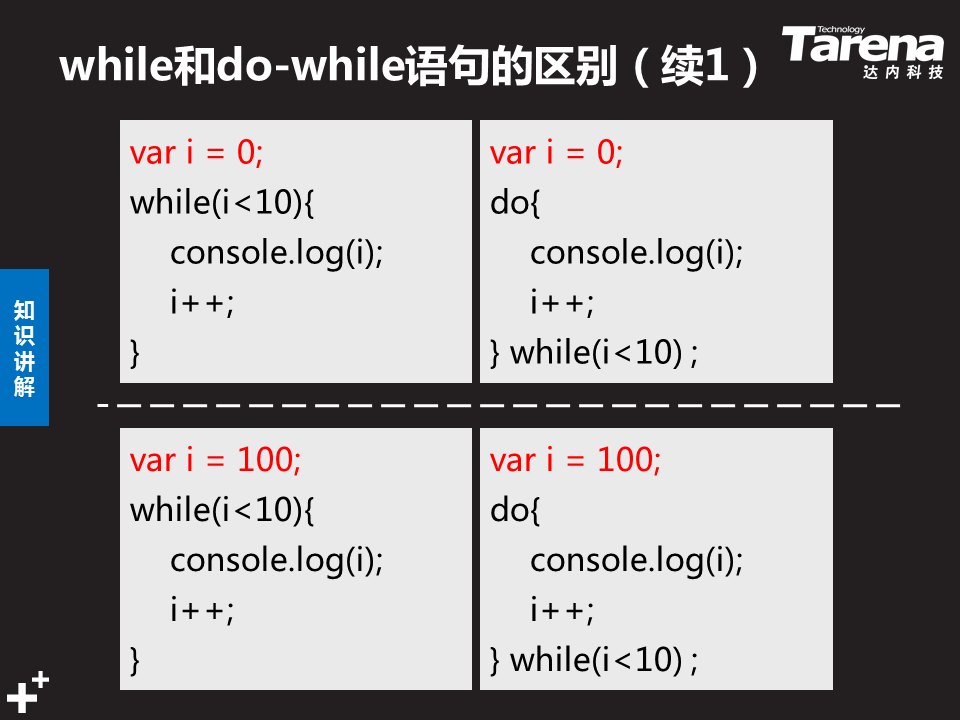 while和do-while语句的区别（续1）
Technology
Tarena
达内科技
var i = 0;
while(i<10){
console.log(i);
i++;
}
var i = 0;
do{
console.log(i);
i++;
} while(i<10) ;
知识讲解
var i = 100;
while(i<10){
console.log(i);
i++;
}
var i = 100;
do{
console.log(i);
i++;
} while(i<10) ;